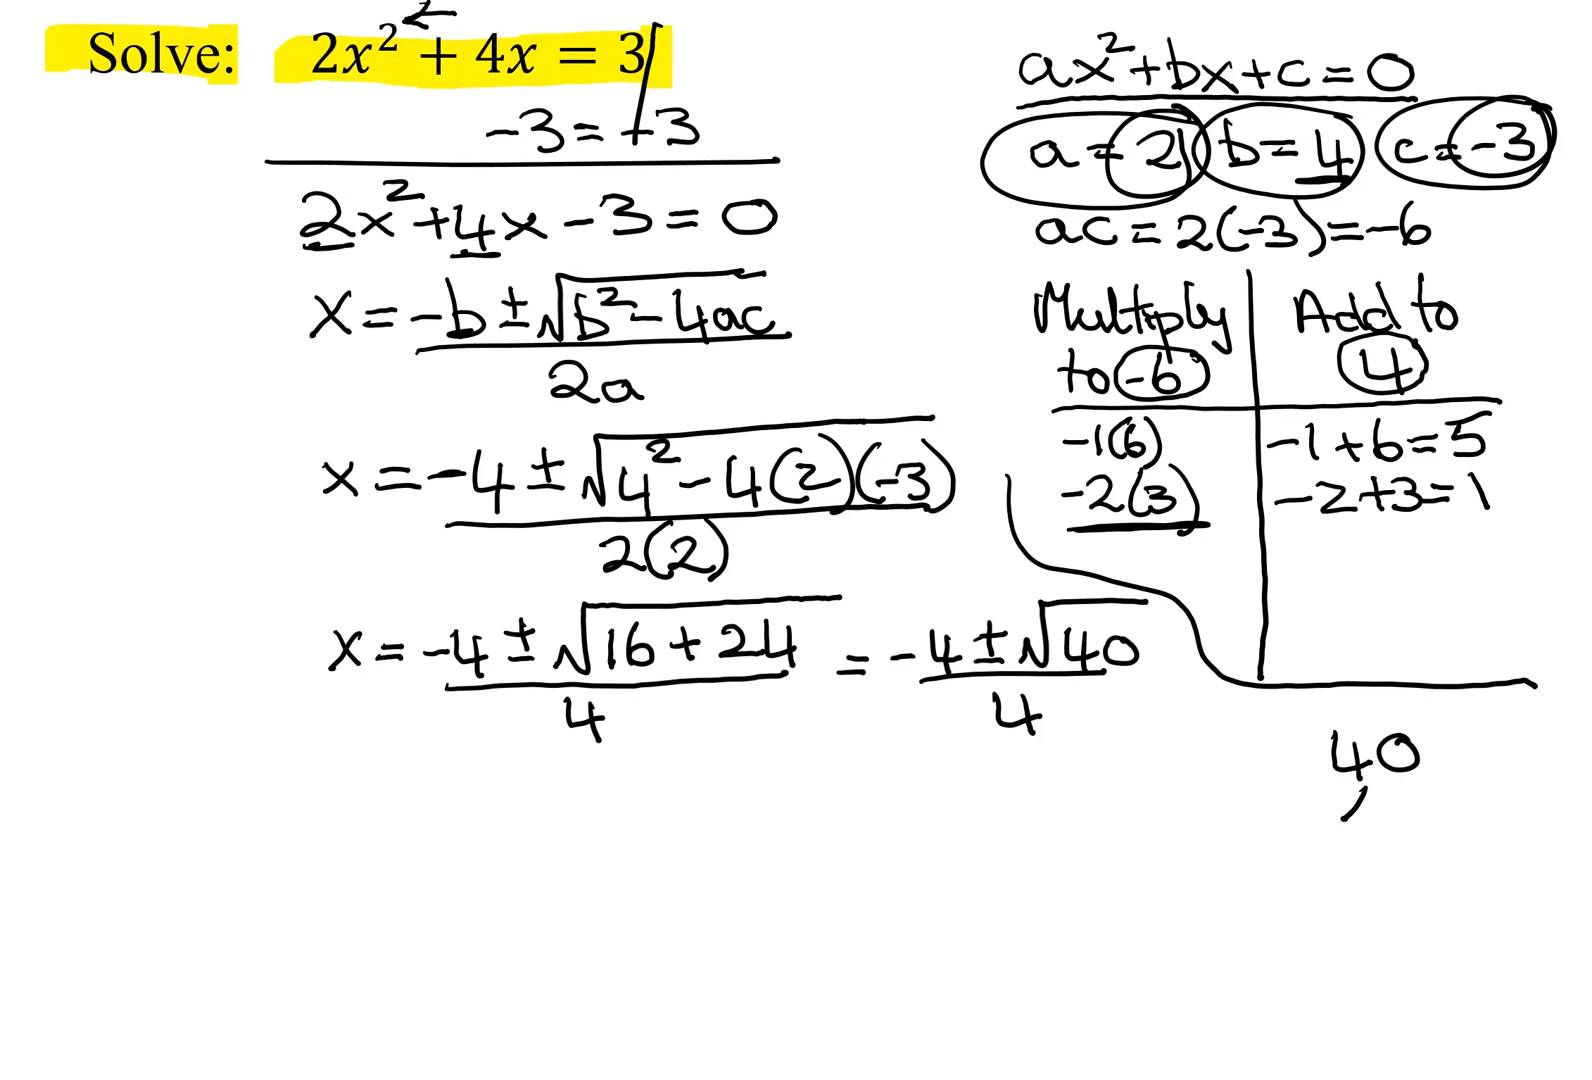 Solve: 2x² + 4x = 3
-3 = -3
2x² + 4x - 3 = 0
x = -b ± √b² - 4ac
2a
x = -4 ± √4² - 4(2)(-3)
2(2)
x = -4 ± √16 + 24 = -4 ± √40
4 4
ax² + bx + c = 0
a = 2 b = 4 c = -3
ac = 2(-3) = -6
Multiply to -6 Add to 4
-1(6) -1 + 6 = 5
-2(3) -2 + 3 = 1
40